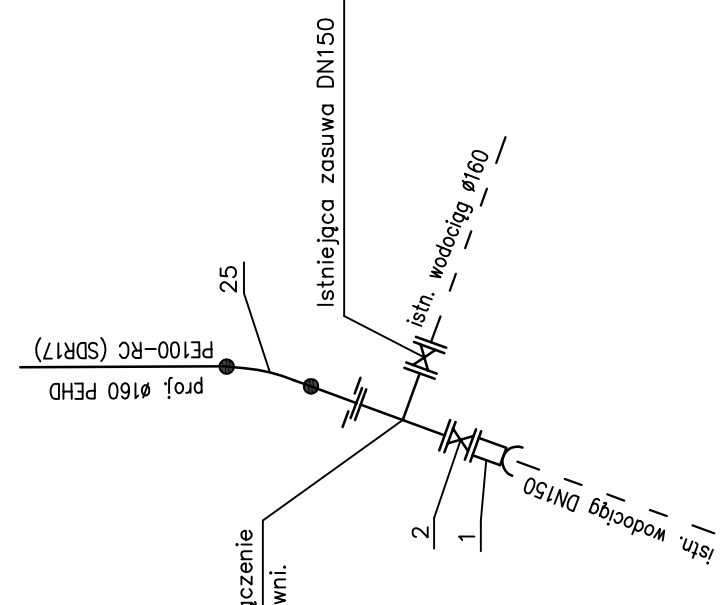 Istniejąca zasuwa DN150
istn. wodociąg ø160
25
PE100-RC (SDR17)
proj. ø160 PEHD
istn. wodociąg DN150
2
1